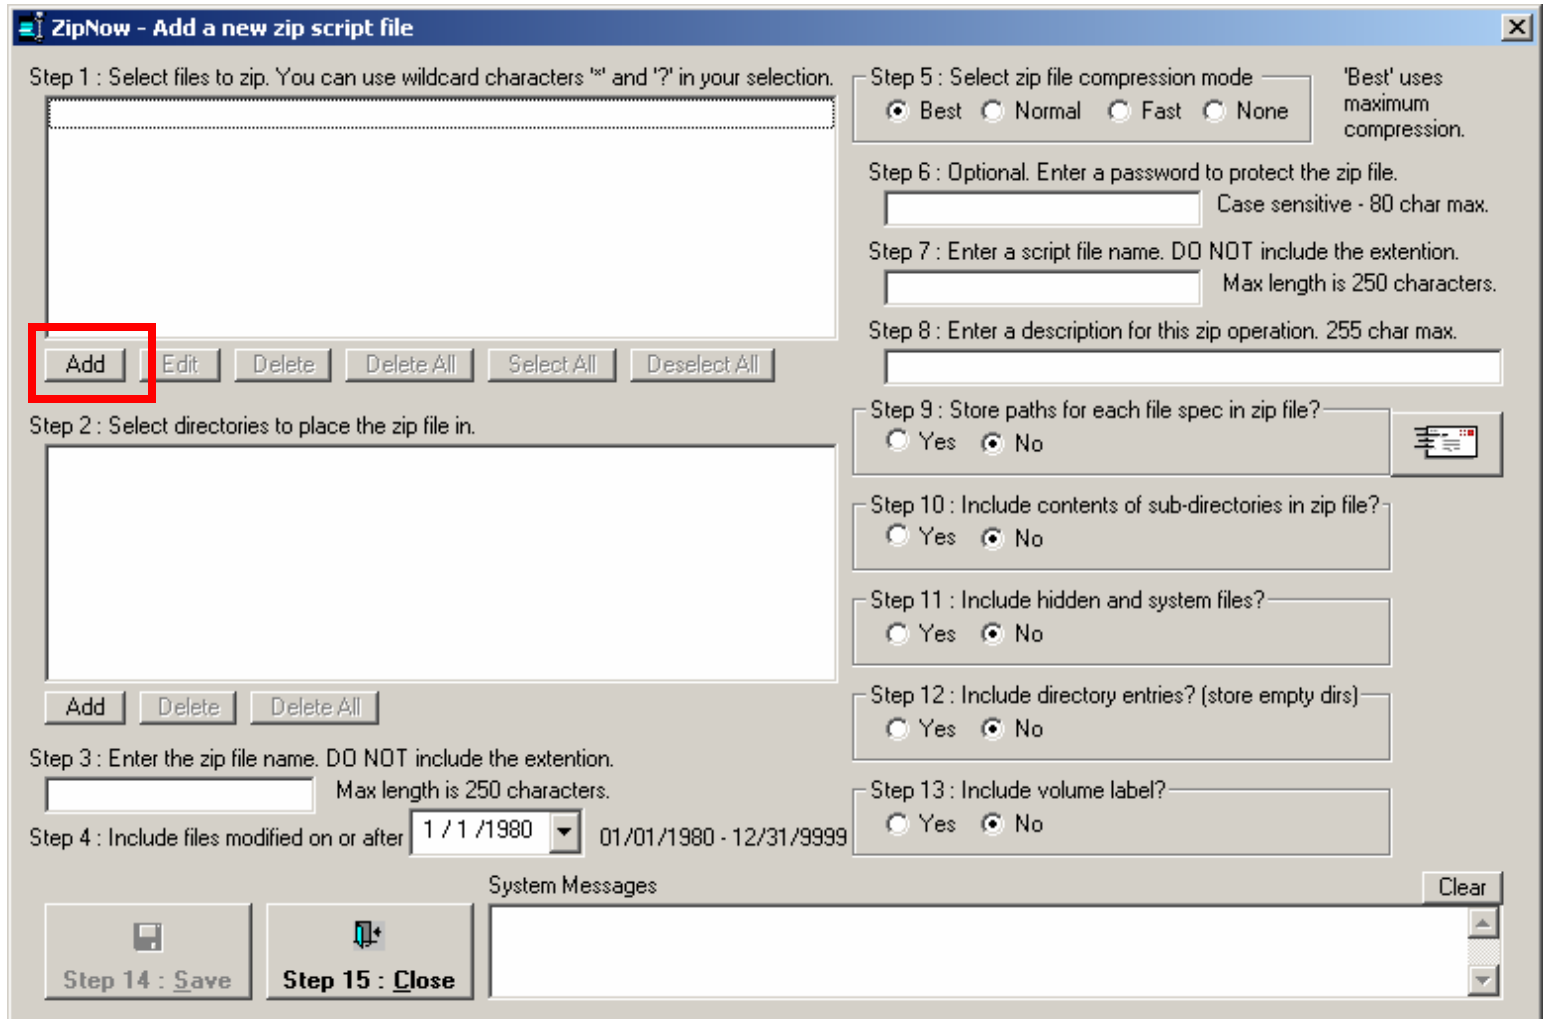 ZipNow - Add a new zip script file
Step 1 : Select files to zip. You can use wildcard characters '*' and '?' in your selection.
Add Edit Delete Delete All Select All Deselect All
Step 2 : Select directories to place the zip file in.
Add Delete Delete All
Step 3 : Enter the zip file name. DO NOT include the extention.
Max length is 250 characters.
Step 4 : Include files modified on or after 1 / 1 /1980 01/01/1980 - 12/31/9999
Step 5 : Select zip file compression mode
Best Normal Fast None
'Best' uses
maximum
compression.
Step 6 : Optional. Enter a password to protect the zip file.
Case sensitive - 80 char max.
Step 7 : Enter a script file name. DO NOT include the extention.
Max length is 250 characters.
Step 8 : Enter a description for this zip operation. 255 char max.
Step 9 : Store paths for each file spec in zip file?
Yes No
Step 10 : Include contents of sub-directories in zip file?
Yes No
Step 11 : Include hidden and system files?
Yes No
Step 12 : Include directory entries? (store empty dirs)
Yes No
Step 13 : Include volume label?
Yes No
Step 14 : Save
Step 15 : Close
System Messages
Clear